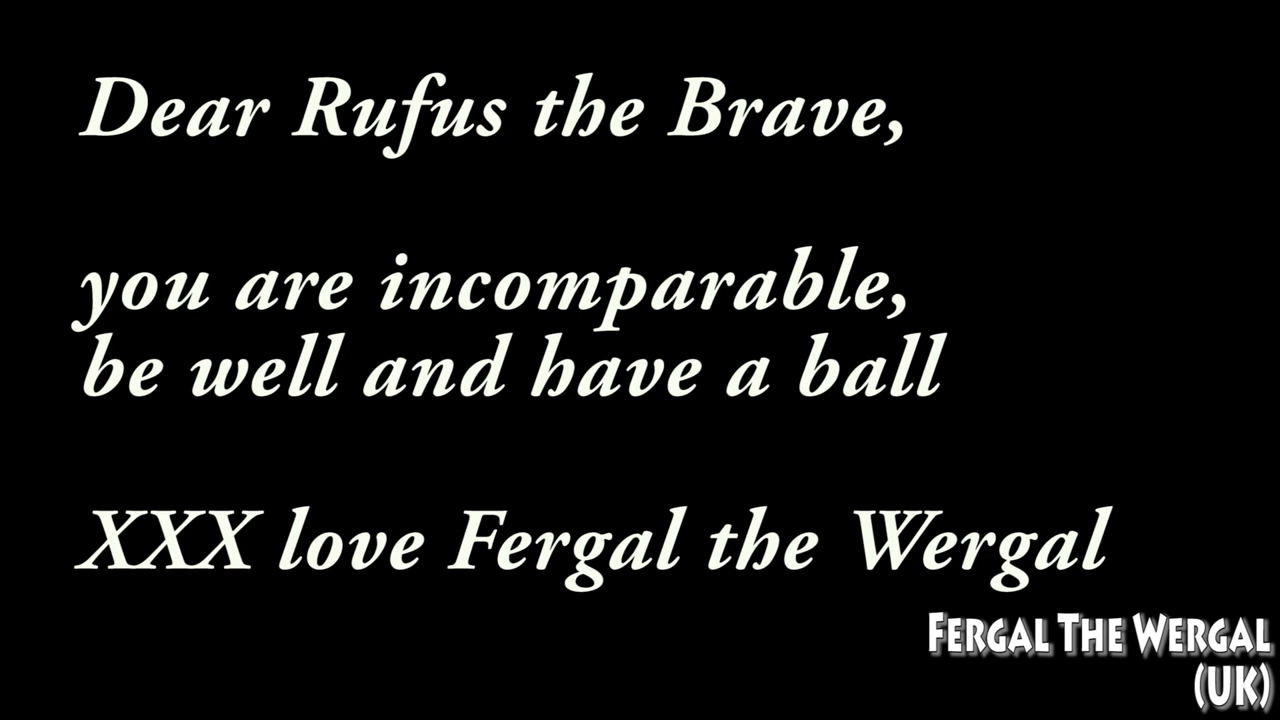 Dear Rufus the Brave,
you are incomparable,
be well and have a ball
XXX love Fergal the Wergal
FERGAL THE WERGAL
(UK)